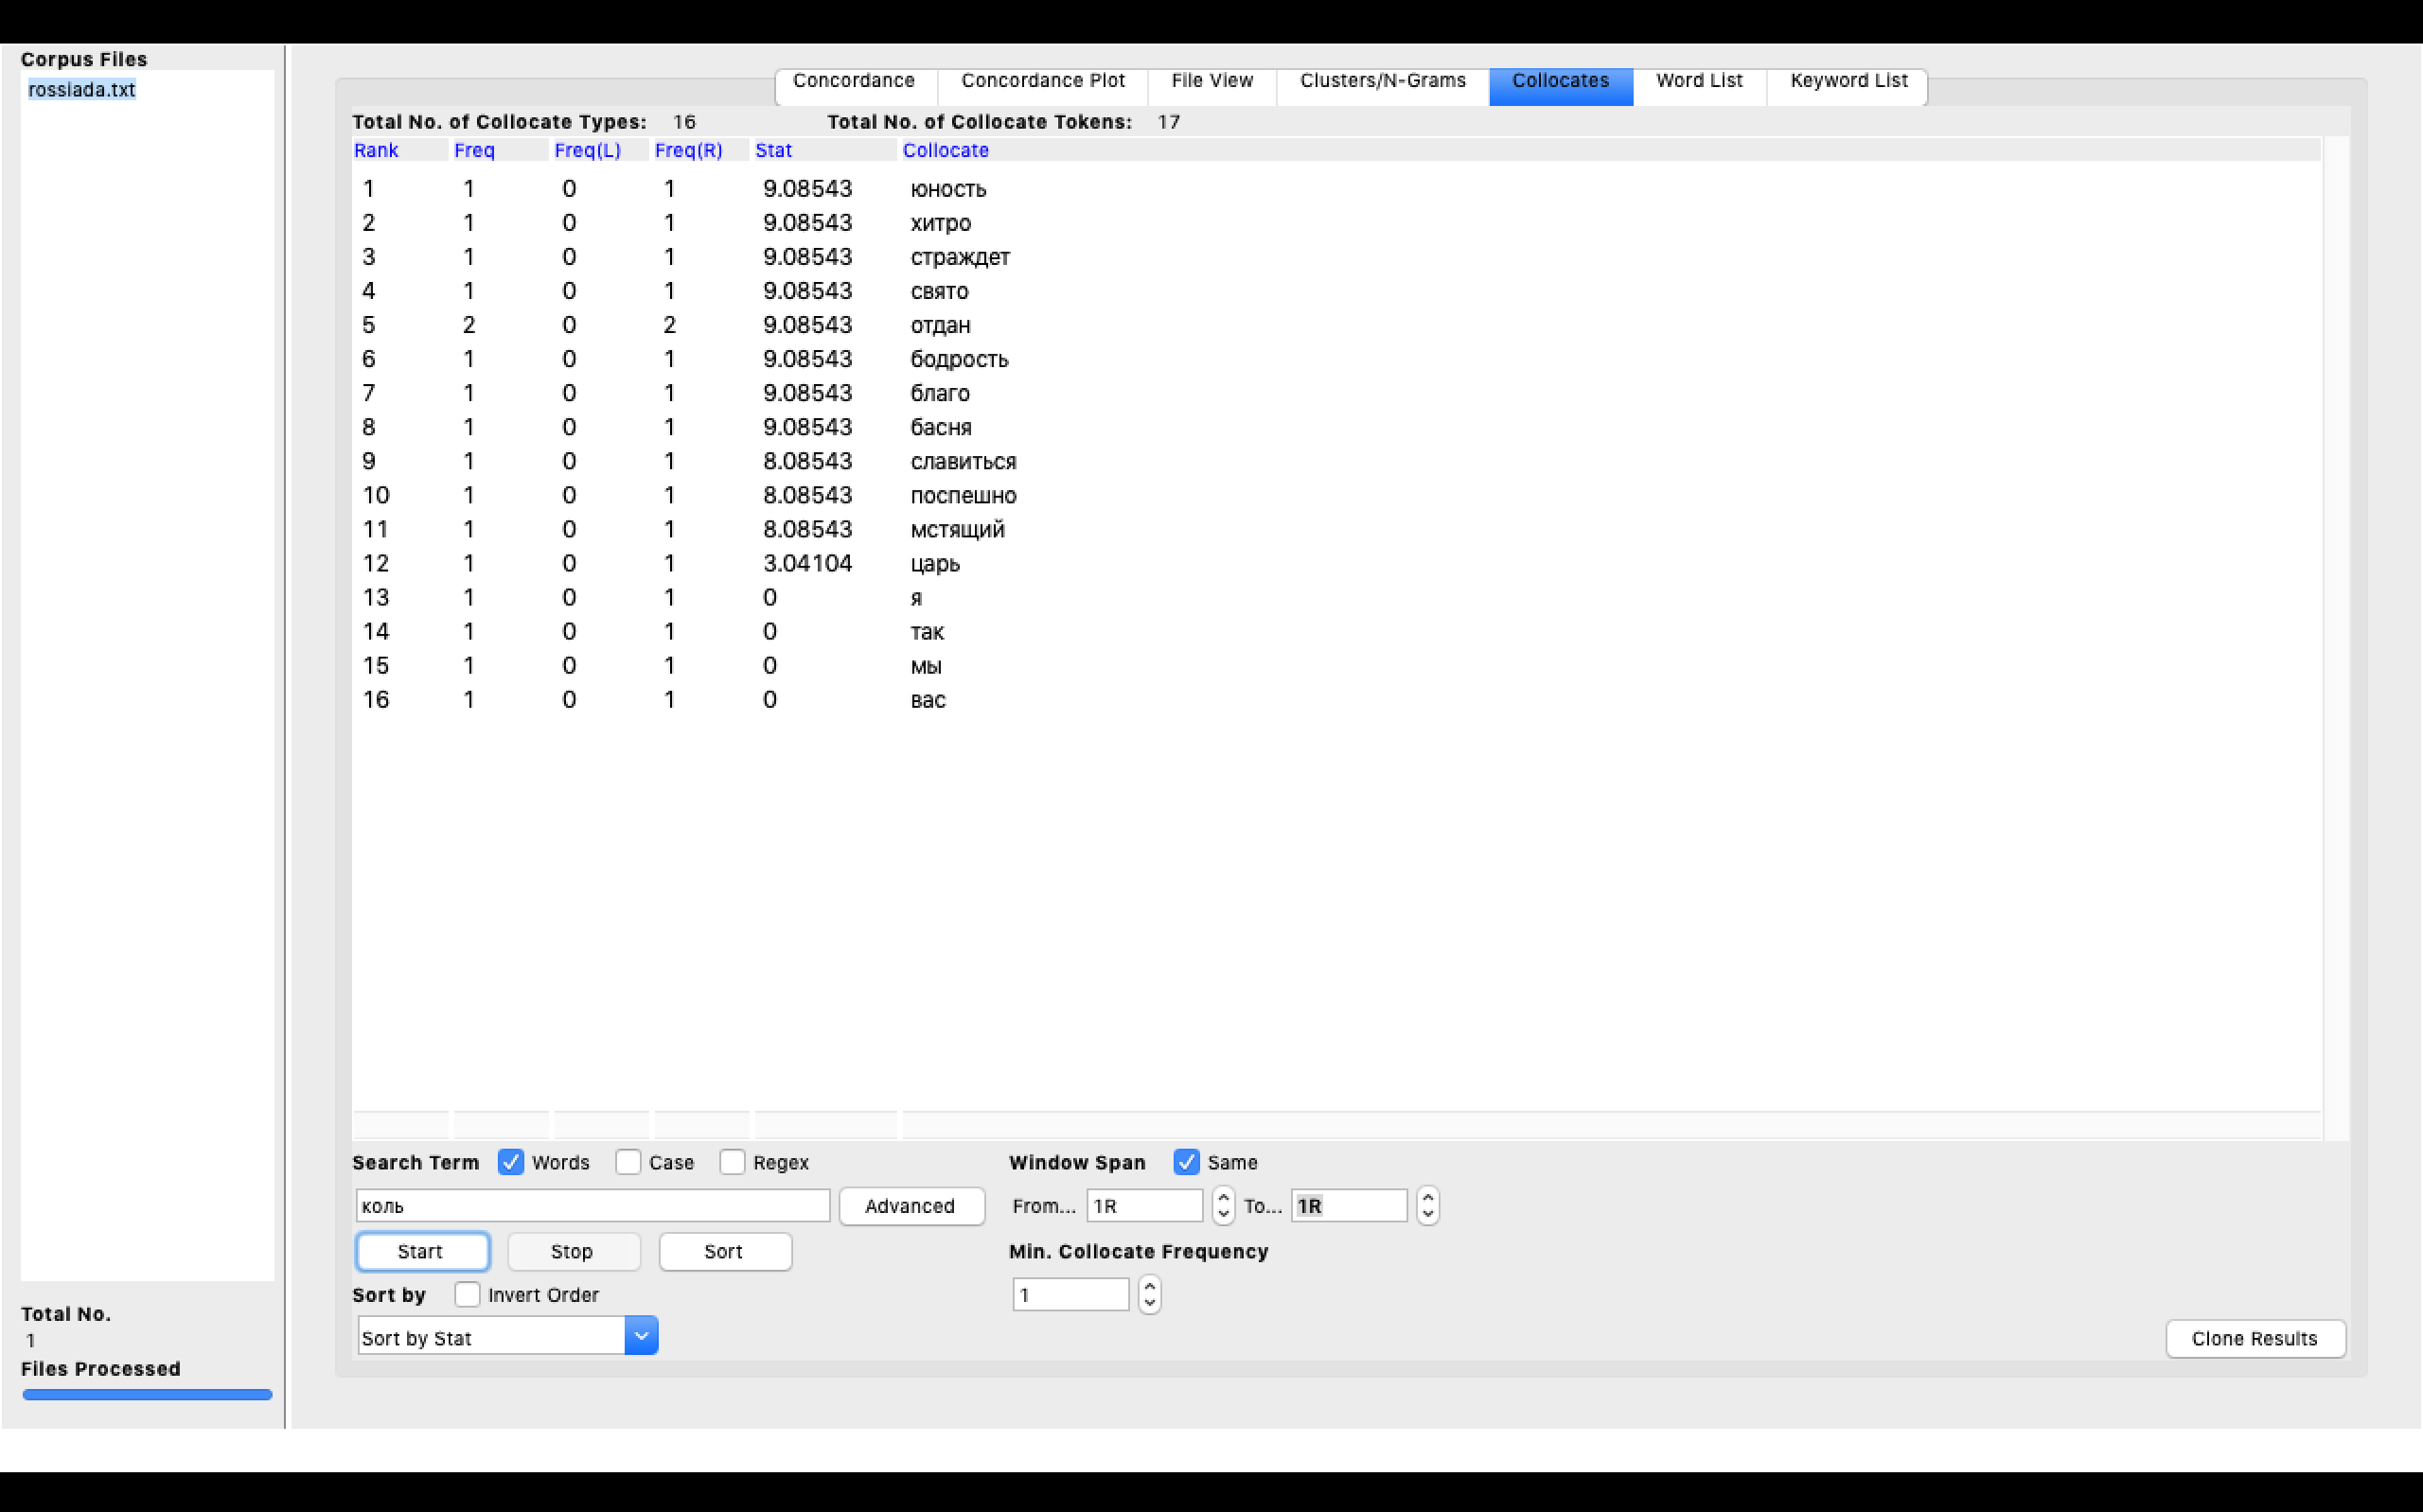 Corpus Files
rossiada.txt
Concordance Concordance Plot File View Clusters/N-Grams Collocates Word List Keyword List
Total No. of Collocate Types: 16 Total No. of Collocate Tokens: 17
Rank Freq Freq(L) Freq(R) Stat Collocate
1 1 0 1 9.08543 юность
2 1 0 1 9.08543 хитро
3 1 0 1 9.08543 страждет
4 1 0 1 9.08543 свято
5 2 0 2 9.08543 отдан
6 1 0 1 9.08543 бодрость
7 1 0 1 9.08543 благо
8 1 0 1 9.08543 басня
9 1 0 1 8.08543 славиться
10 1 0 1 8.08543 поспешно
11 1 0 1 8.08543 мстящий
12 1 0 1 3.04104 царь
13 1 0 1 0 я
14 1 0 1 0 так
15 1 0 1 0 мы
16 1 0 1 0 вас
Search Term Words Case Regex Window Span Same
коль Advanced From... 1R To... 1R
Start Stop Sort Min. Collocate Frequency
Sort by Invert Order 1
Sort by Stat Clone Results
Total No.
1
Files Processed